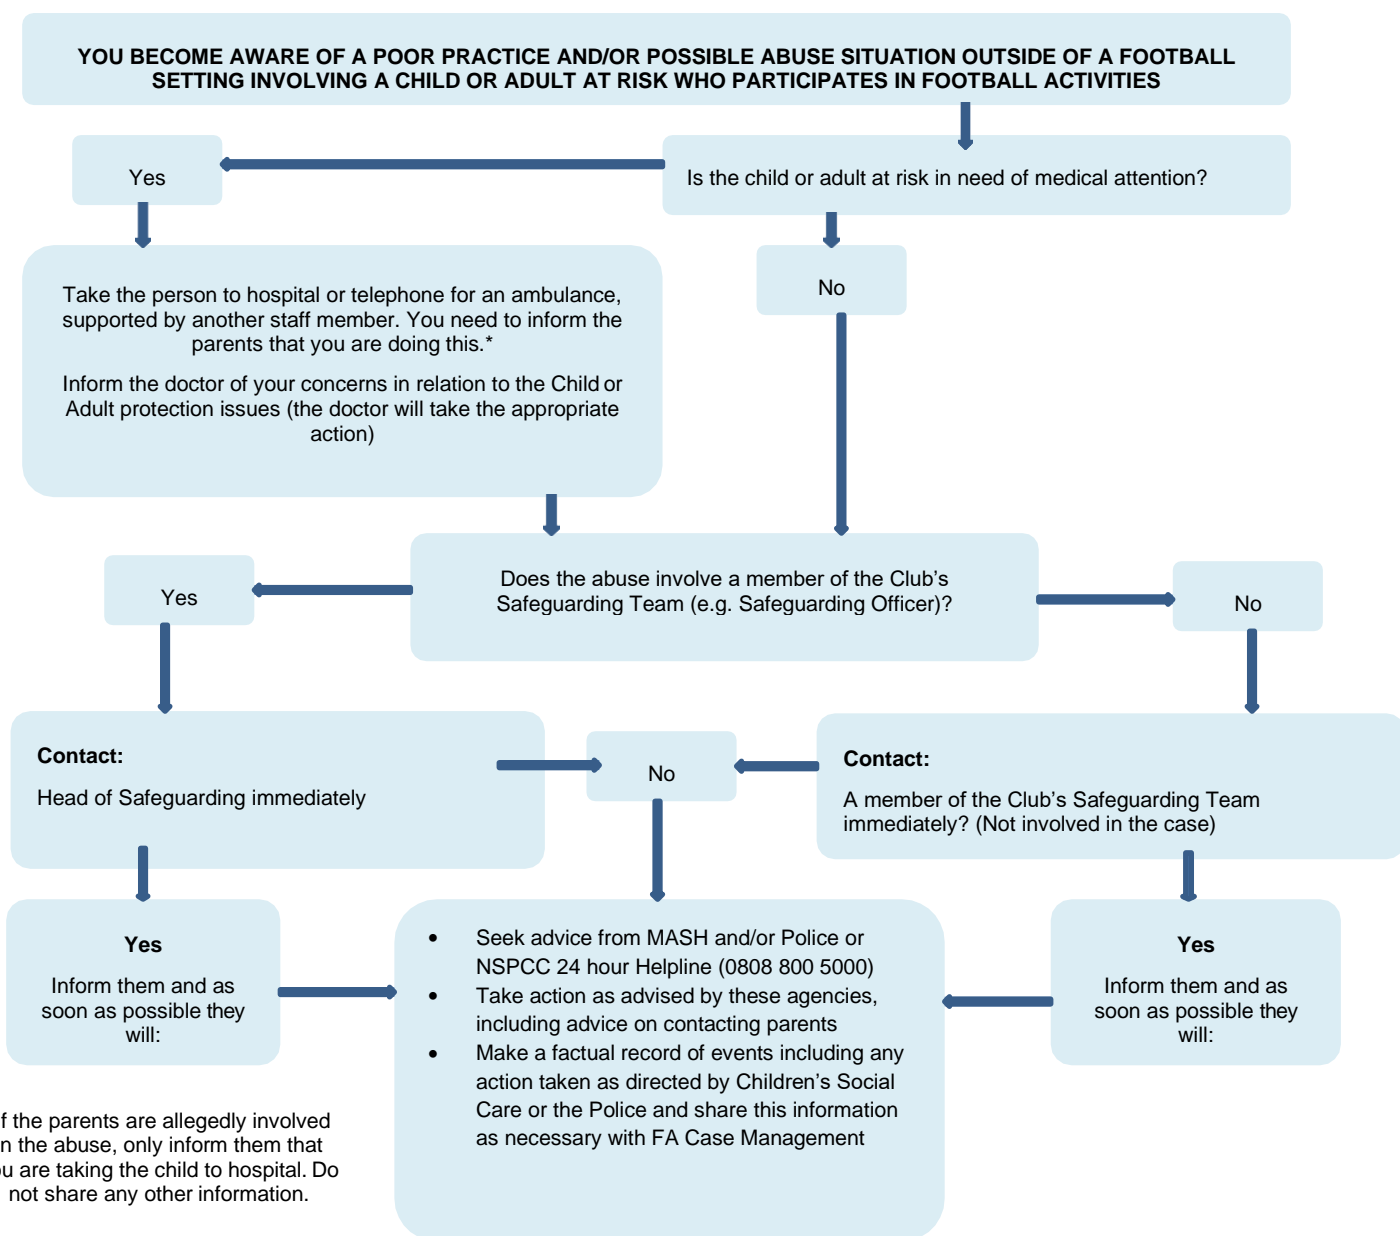 YOU BECOME AWARE OF A POOR PRACTICE AND/OR POSSIBLE ABUSE SITUATION OUTSIDE OF A FOOTBALL
SETTING INVOLVING A CHILD OR ADULT AT RISK WHO PARTICIPATES IN FOOTBALL ACTIVITIES
Yes
Is the child or adult at risk in need of medical attention?
Take the person to hospital or telephone for an ambulance,
supported by another staff member. You need to inform the
parents that you are doing this.*
Inform the doctor of your concerns in relation to the Child or
Adult protection issues (the doctor will take the appropriate
action)
No
Does the abuse involve a member of the Club's
Safeguarding Team (e.g. Safeguarding Officer)?
Yes
No
Contact:
Head of Safeguarding immediately
No
Contact:
A member of the Club's Safeguarding Team
immediately? (Not involved in the case)
Yes
Inform them and as
soon as possible they
will:
• Seek advice from MASH and/or Police or
NSPCC 24 hour Helpline (0808 800 5000)
• Take action as advised by these agencies,
including advice on contacting parents
• Make a factual record of events including any
action taken as directed by Children's Social
Care or the Police and share this information
as necessary with FA Case Management
Yes
Inform them and as
soon as possible they
will:
f the parents are allegedly involved
n the abuse, only inform them that
ou are taking the child to hospital. Do
not share any other information.